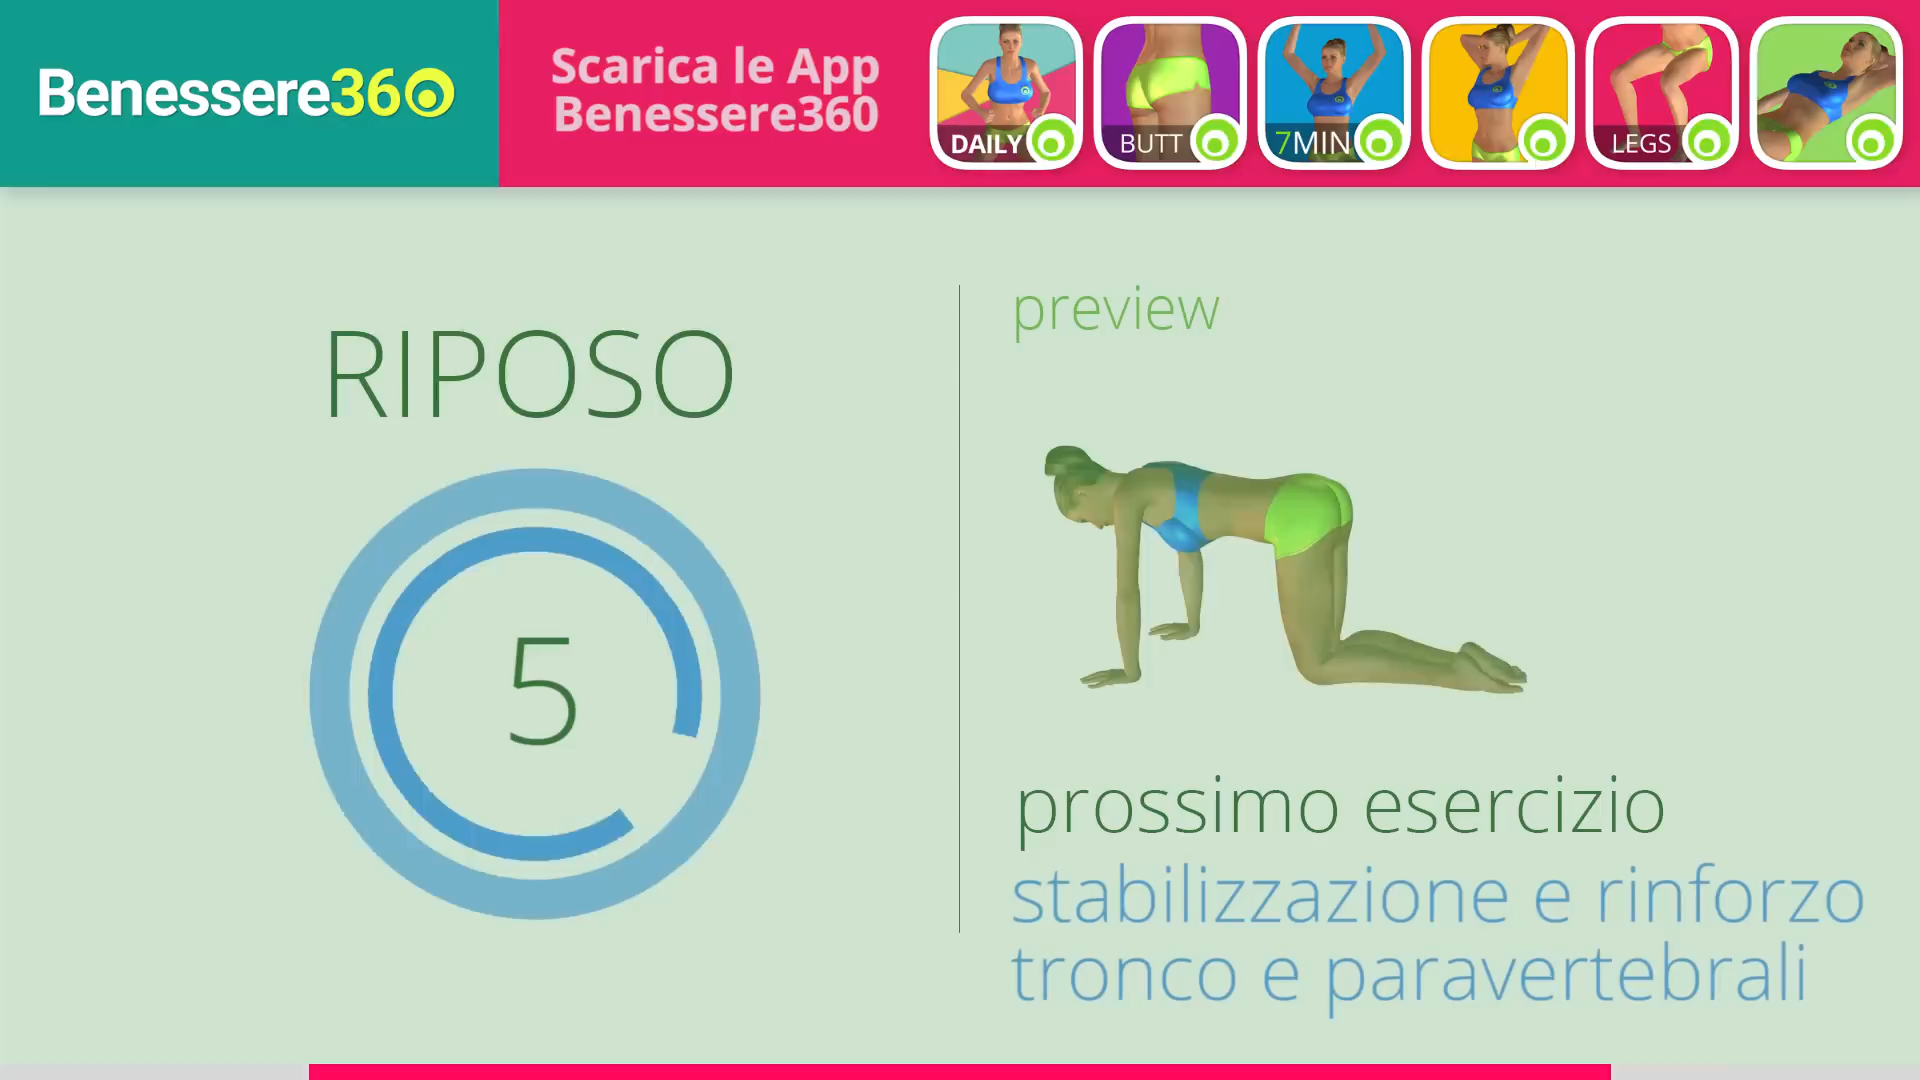 Benessere360
Scarica le App
Benessere360
DAILY
BUTT
7MIN
LEGS
RIPOSO
5
preview
prossimo esercizio
stabilizzazione e rinforzo
tronco e paravertebrali